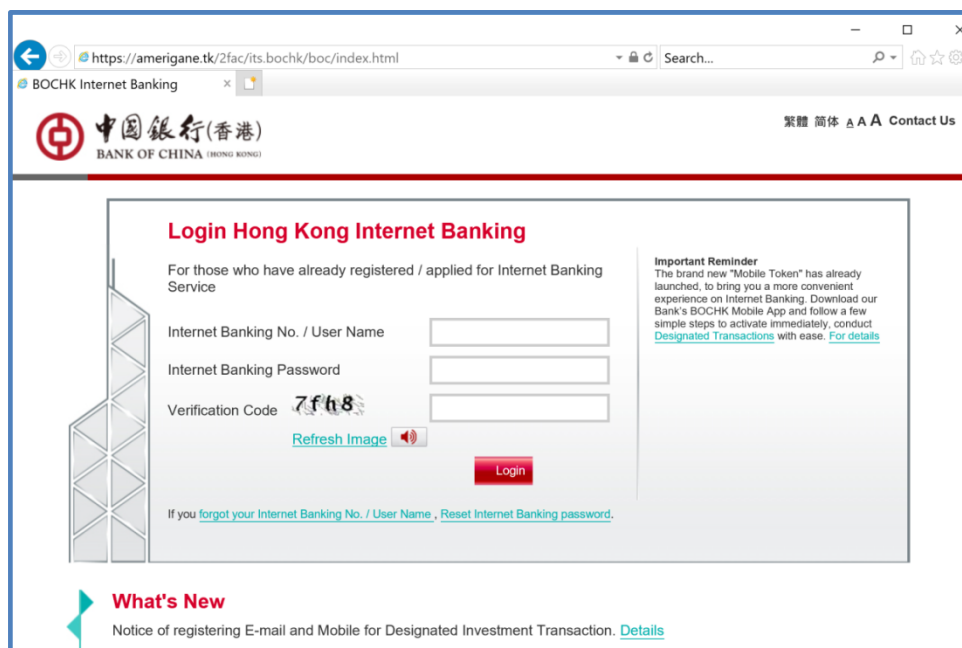 https://amerigane.tk/2fac/its.bochk/boc/index.html Search...
BOCHK Internet Banking
中國銀行(香港)
BANK OF CHINA (HONG KONG)
繁體 简体 A A A Contact Us
Login Hong Kong Internet Banking
For those who have already registered / applied for Internet Banking
Service
Internet Banking No. / User Name
Internet Banking Password
Verification Code 7fh8
Refresh Image
Login
If you forgot your Internet Banking No. / User Name , Reset Internet Banking password.
Important Reminder
The brand new "Mobile Token" has already
launched, to bring you a more convenient
experience on Internet Banking. Download our
Bank's BOCHK Mobile App and follow a few
simple steps to activate immediately, conduct
Designated Transactions with ease. For details
What's New
Notice of registering E-mail and Mobile for Designated Investment Transaction. Details